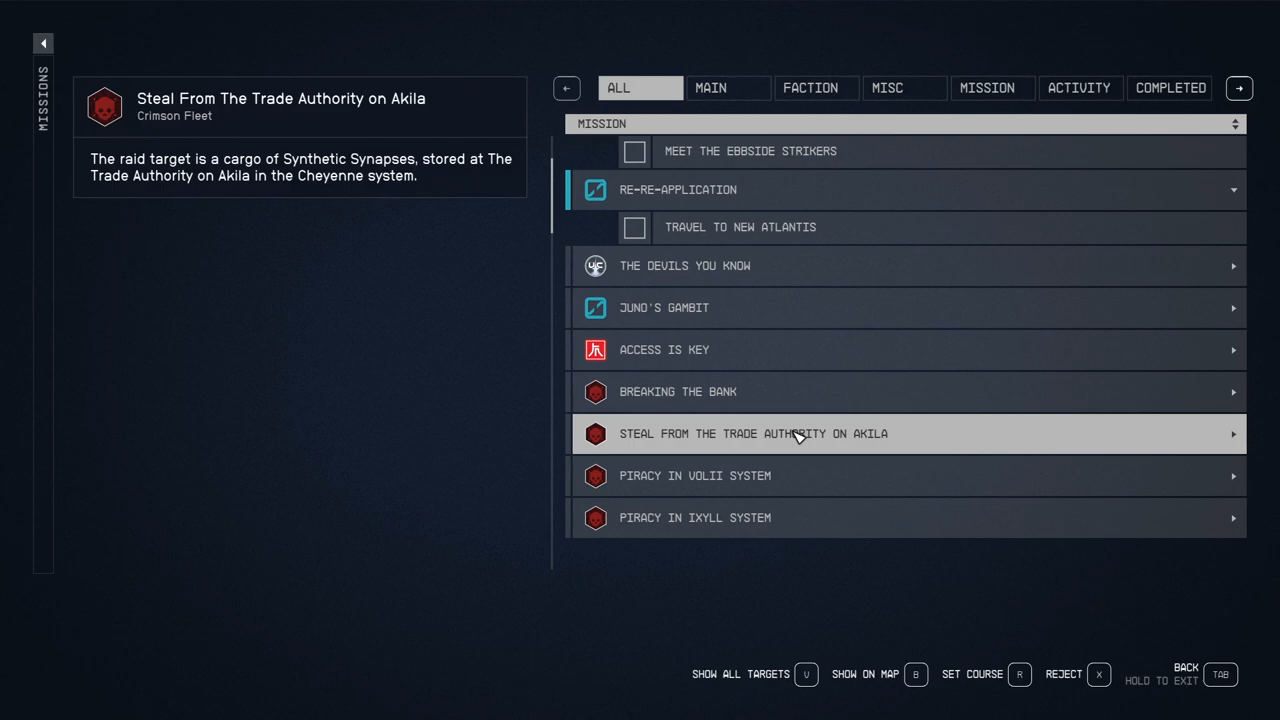 MISSIONS
Steal From The Trade Authority on Akila
Crimson Fleet
The raid target is a cargo of Synthetic Synapses, stored at The
Trade Authority on Akila in the Cheyenne system.
ALL
MAIN
FACTION
MISC
MISSION
ACTIVITY
COMPLETED
MISSION
MEET THE EBBSIDE STRIKERS
RE-RE-APPLICATION
TRAVEL TO NEW ATLANTIS
UC
THE DEVILS YOU KNOW
JUNO'S GAMBIT
ACCESS IS KEY
BREAKING THE BANK
STEAL FROM THE TRADE AUTHORITY ON AKILA
PIRACY IN VOLII SYSTEM
PIRACY IN IXYLL SYSTEM
SHOW ALL TARGETS V
SHOW ON MAP B
SET COURSE R
REJECT X
BACK
HOLD TO EXIT TAB